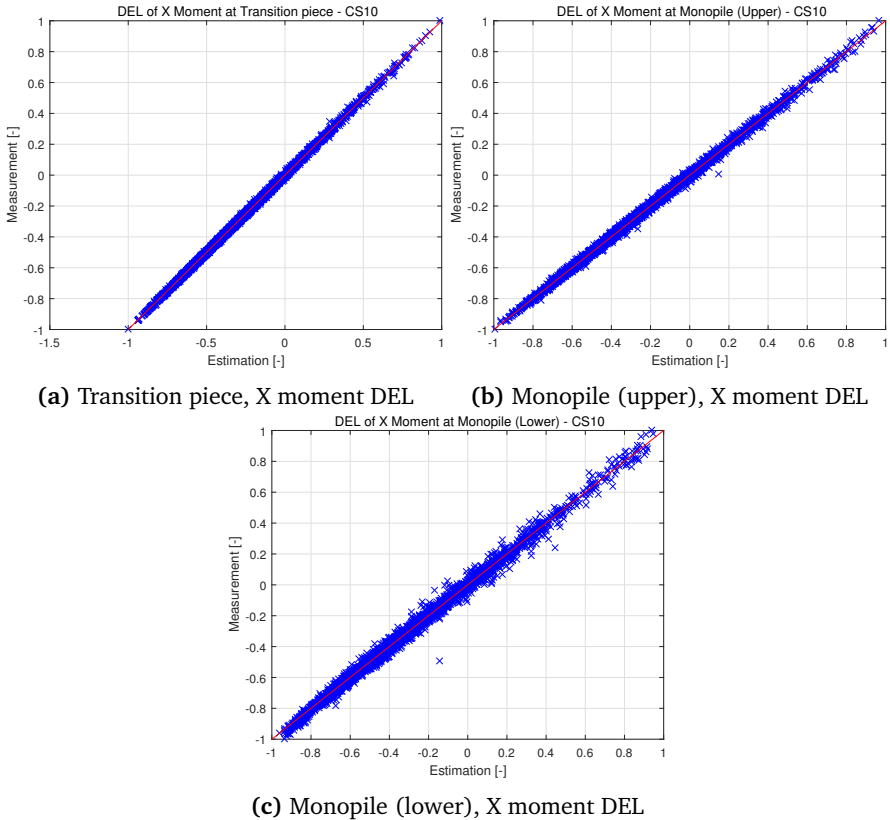 DEL of X Moment at Transition piece - CS10
1
0.8
0.6
0.4
0.2
0
-0.2
-0.4
-0.6
-0.8
-1
Measurement [-]
-1.5 -1 -0.5 0 0.5 1
Estimation [-]
(a) Transition piece, X moment DEL
DEL of X Moment at Monopile (Upper) - CS10
1
0.8
0.6
0.4
0.2
0
-0.2
-0.4
-0.6
-0.8
-1
Measurement [-]
-1 -0.8 -0.6 -0.4 -0.2 0 0.2 0.4 0.6 0.8 1
Estimation [-]
(b) Monopile (upper), X moment DEL
DEL of X Moment at Monopile (Lower) - CS10
1
0.8
0.6
0.4
0.2
0
-0.2
-0.4
-0.6
-0.8
-1
Measurement [-]
-1 -0.8 -0.6 -0.4 -0.2 0 0.2 0.4 0.6 0.8 1
Estimation [-]
(c) Monopile (lower), X moment DEL